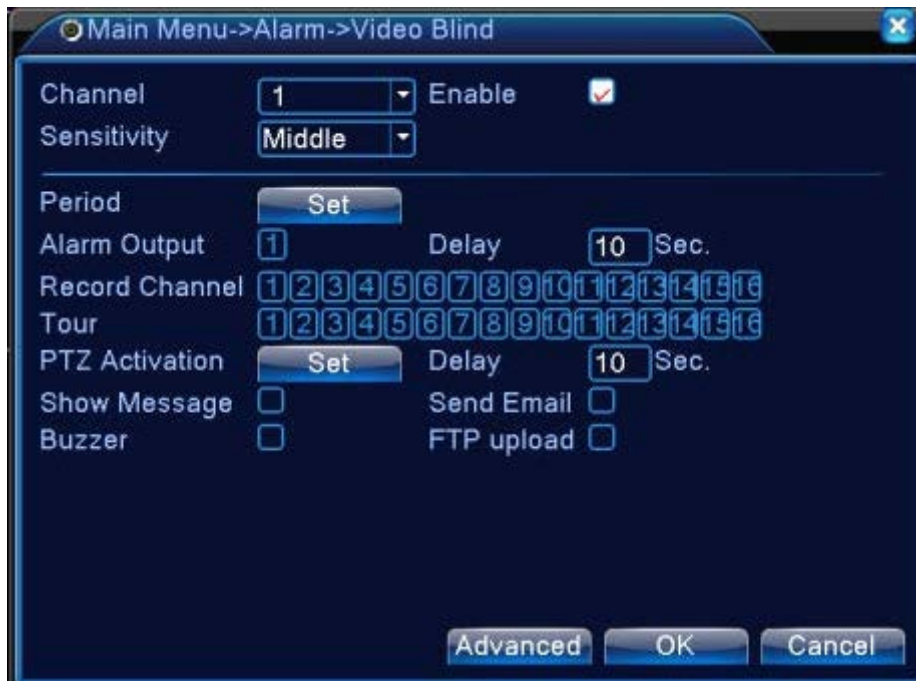 Main Menu->Alarm->Video Blind
Channel 1 Enable
Sensitivity Middle
Period Set
Alarm Output 1 Delay 10 Sec.
Record Channel 1 2 3 4 5 6 7 8 9 10 11 12 13 14 15 16
Tour 1 2 3 4 5 6 7 8 9 10 11 12 13 14 15 16
PTZ Activation Set Delay 10 Sec.
Show Message Send Email
Buzzer FTP upload
Advanced OK Cancel